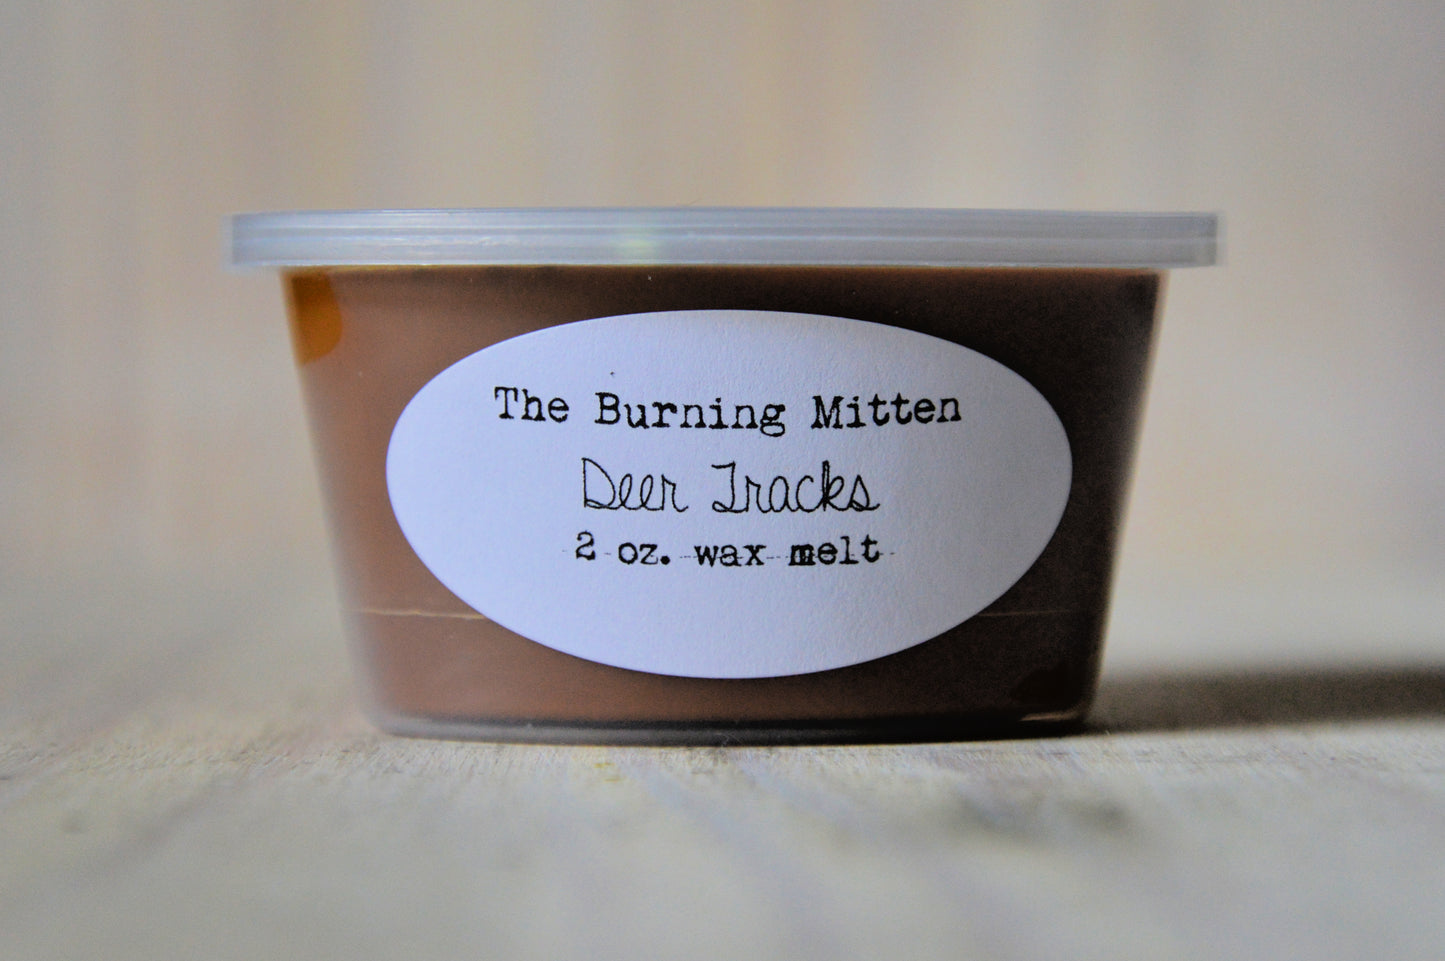 The Burning Mitten
Deer Tracks
2 oz. wax melt